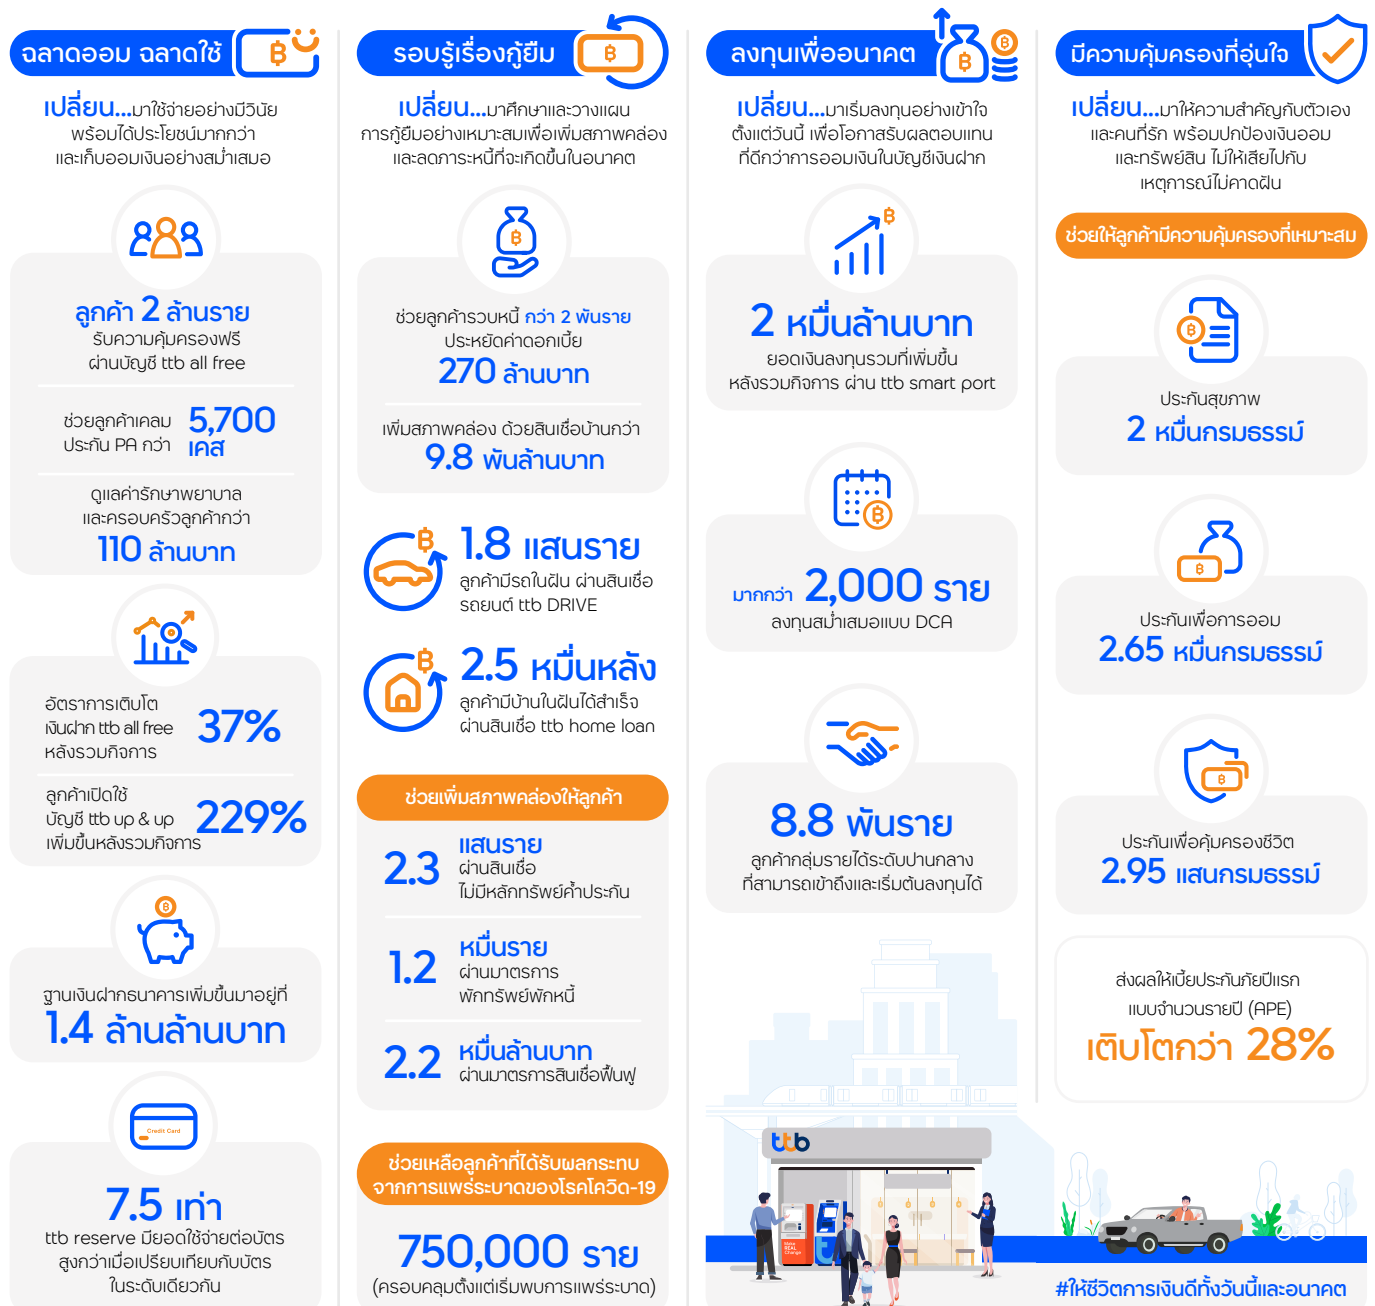 ฉลาดออม ฉลาดใช้
เปลี่ยน...มาใช้จ่ายอย่างมีวินัย
พร้อมได้ประโยชน์มากกว่า
และเก็บออมเงินอย่างสม่ำเสมอ
ลูกค้า 2 ล้านราย
รับความคุ้มครองฟรี
ผ่านบัญชี ttb all free
ช่วยลูกค้าเคลม
ประกัน PA กว่า
5,700
เคส
ดูแลค่ารักษาพยาบาล
และครอบครัวลูกค้ากว่า
110 ล้านบาท
อัตราการเติบโต
เงินฝาก ttb all free
หลังรวมกิจการ
37%
ลูกค้าเปิดใช้
บัญชี ttb up & up
เพิ่มขึ้นหลังรวมกิจการ
229%
ฐานเงินฝากธนาคารเพิ่มขึ้นมาอยู่ที่
1.4 ล้านล้านบาท
Credit Card
7.5 เท่า
ttb reserve มียอดใช้จ่ายต่อบัตร
สูงกว่าเมื่อเปรียบเทียบกับบัตร
ในระดับเดียวกัน
รอบรู้เรื่องกู้ยืม
เปลี่ยน...มาศึกษาและวางแผน
การกู้ยืมอย่างเหมาะสมเพื่อเพิ่มสภาพคล่อง
และลดภาระหนี้ที่จะเกิดขึ้นในอนาคต
ช่วยลูกค้ารวบหนี้ กว่า 2 พันราย
ประหยัดค่าดอกเบี้ย
270 ล้านบาท
เพิ่มสภาพคล่อง ด้วยสินเชื่อบ้านกว่า
9.8 พันล้านบาท
1.8 แสนราย
ลูกค้ามีรถในฝัน ผ่านสินเชื่อ
รถยนต์ ttb DRIVE
2.5 หมื่นหลัง
ลูกค้ามีบ้านในฝันได้สำเร็จ
ผ่านสินเชื่อ ttb home loan
ช่วยเพิ่มสภาพคล่องให้ลูกค้า
2.3 แสนราย
ผ่านสินเชื่อ
ไม่มีหลักทรัพย์ค้ำประกัน
1.2 หมื่นราย
ผ่านมาตรการ
พักทรัพย์พักหนี้
2.2 หมื่นล้านบาท
ผ่านมาตรการสินเชื่อฟื้นฟู
ช่วยเหลือลูกค้าที่ได้รับผลกระทบ
จากการแพร่ระบาดของโรคโควิด-19
750,000 ราย
(ครอบคลุมตั้งแต่เริ่มพบการแพร่ระบาด)
ลงทุนเพื่ออนาคต
เปลี่ยน...มาเริ่มลงทุนอย่างเข้าใจ
ตั้งแต่วันนี้ เพื่อโอกาสรับผลตอบแทน
ที่ดีกว่าการออมเงินในบัญชีเงินฝาก
2 หมื่นล้านบาท
ยอดเงินลงทุนรวมที่เพิ่มขึ้น
หลังรวมกิจการ ผ่าน ttb smart port
มากกว่า 2,000 ราย
ลงทุนสม่ำเสมอแบบ DCA
8.8 พันราย
ลูกค้ากลุ่มรายได้ระดับปานกลาง
ที่สามารถเข้าถึงและเริ่มต้นลงทุนได้
ttb
Make
REAL
Change
มีความคุ้มครองที่อุ่นใจ
เปลี่ยน...มาให้ความสำคัญกับตัวเอง
และคนที่รัก พร้อมปกป้องเงินออม
และทรัพย์สิน ไม่ให้เสียไปกับ
เหตุการณ์ไม่คาดฝัน
ช่วยให้ลูกค้ามีความคุ้มครองที่เหมาะสม
ประกันสุขภาพ
2 หมื่นกรมธรรม์
ประกันเพื่อการออม
2.65 หมื่นกรมธรรม์
ประกันเพื่อคุ้มครองชีวิต
2.95 แสนกรมธรรม์
ส่งผลให้เบี้ยประกันภัยปีแรก
แบบจำนวนรายปี (APE)
เติบโตกว่า 28%
#ให้ชีวิตการเงินดีทั้งวันนี้และอนาคต